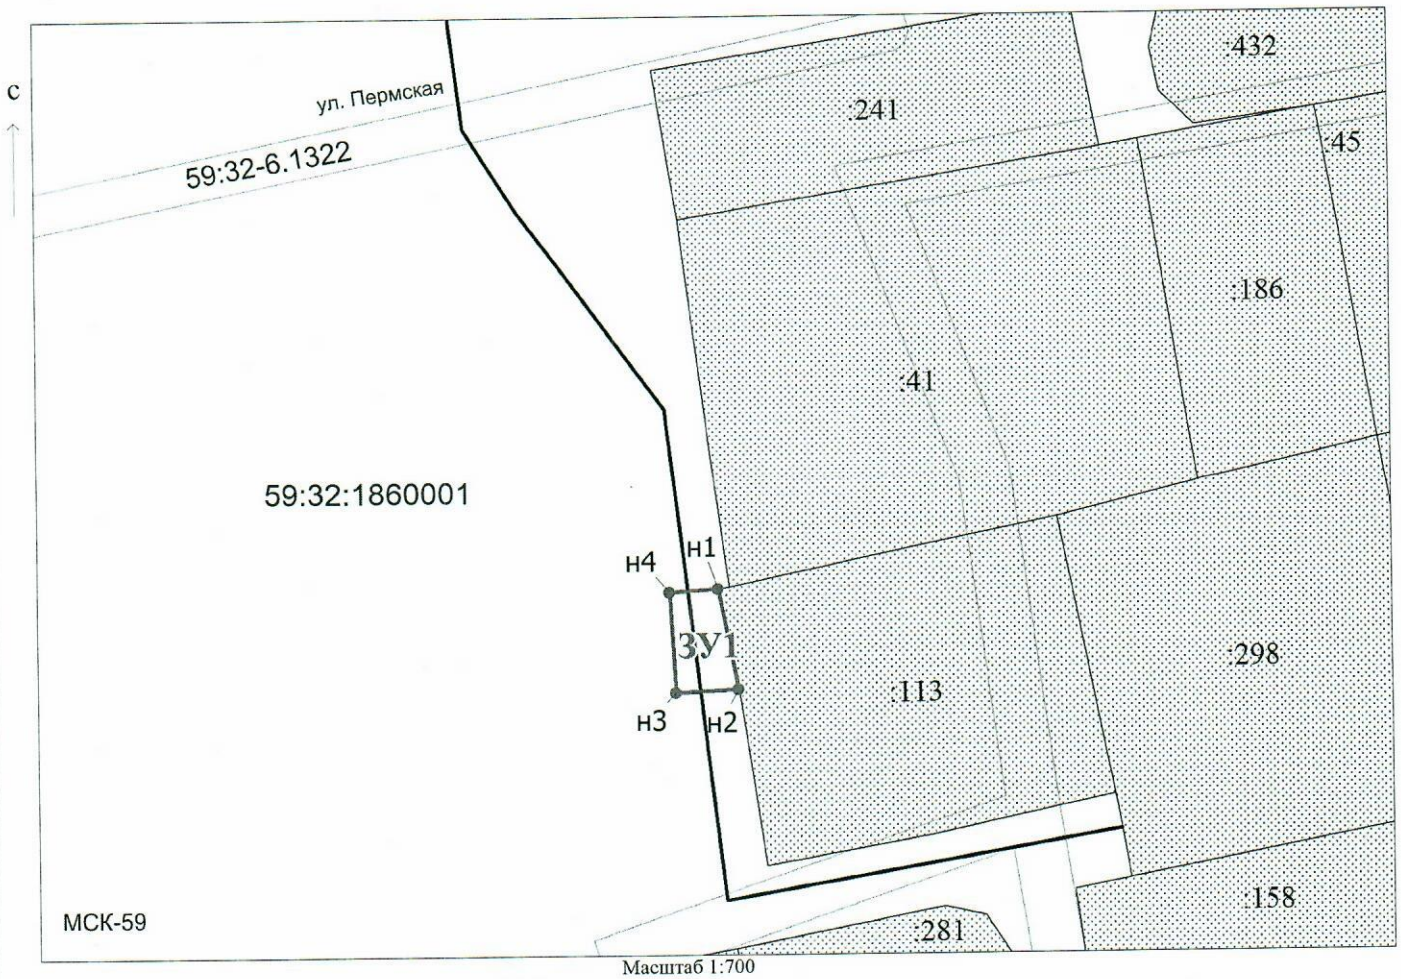 :432
с
ул. Пермская
:241
:45
59:32-6.1322
:186
:41
59:32:1860001
н1
н4
ЗУ1
:298
:113
н3
н2
:158
МСК-59
:281
Масштаб 1:700